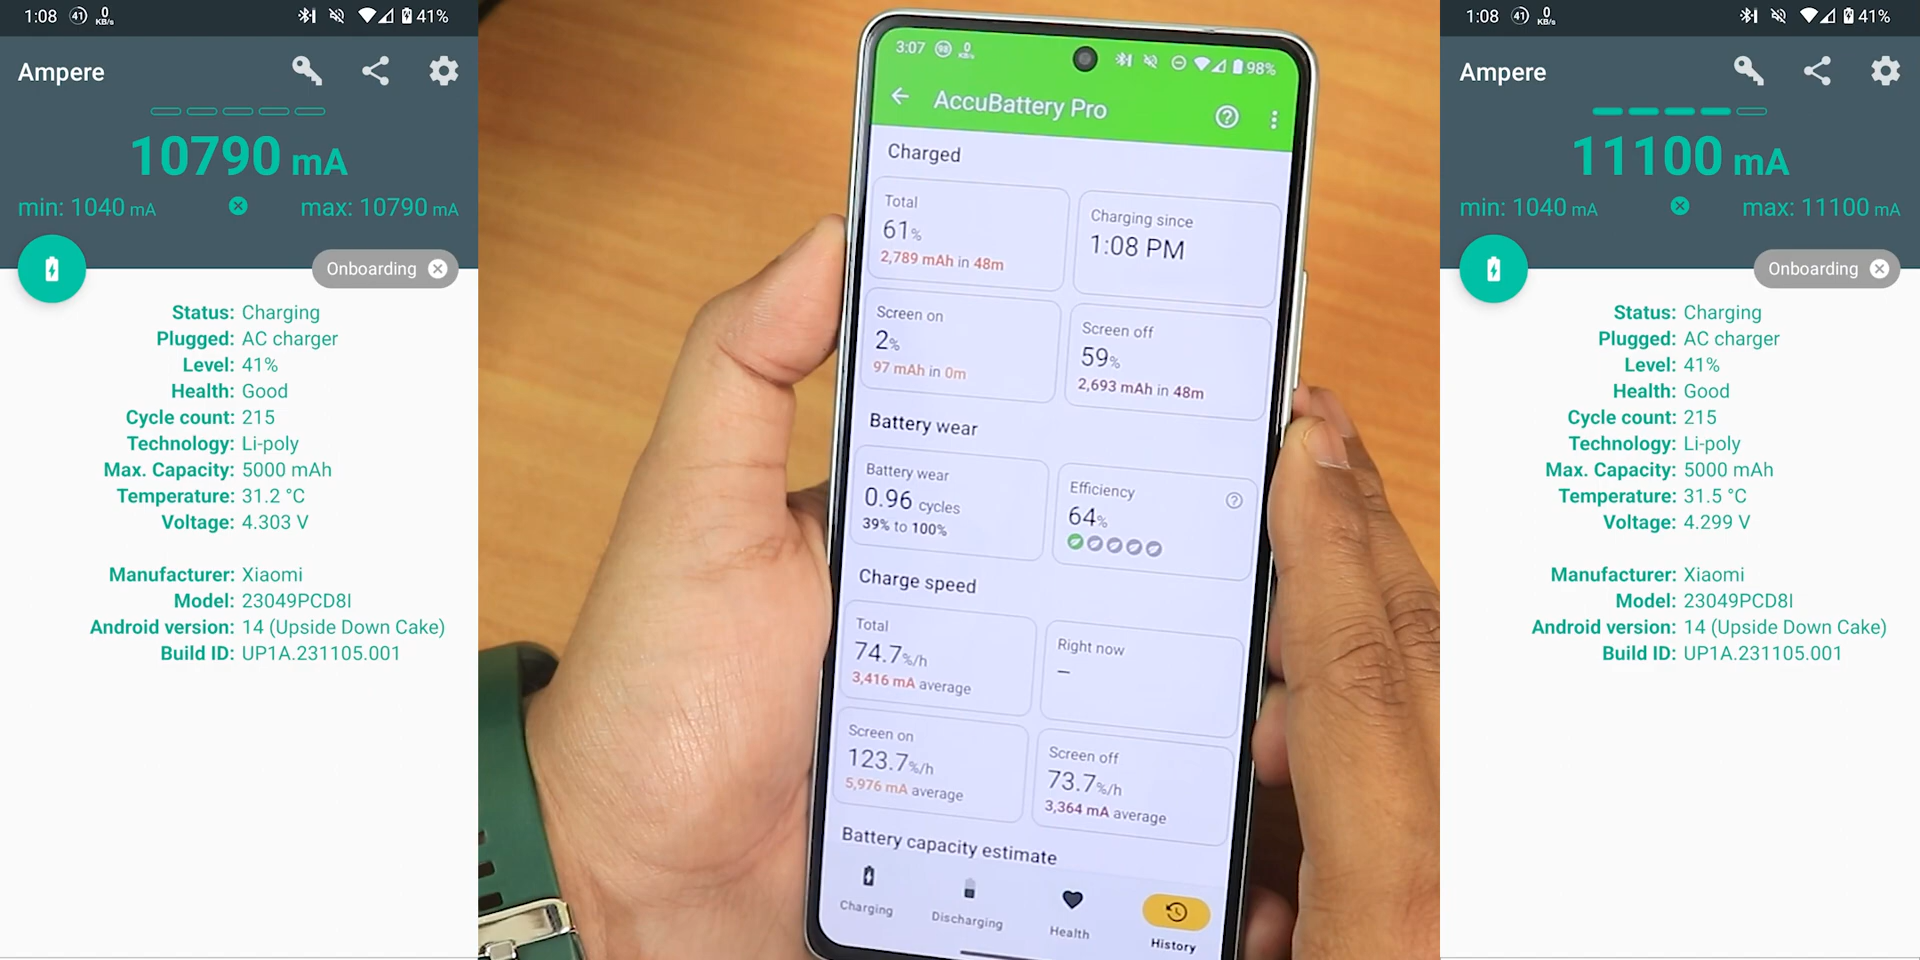 1:08 41 0 KB/s 41%
Ampere
10790 mA
min: 1040 mA max: 10790 mA
Onboarding
Status: Charging
Plugged: AC charger
Level: 41%
Health: Good
Cycle count: 215
Technology: Li-poly
Max. Capacity: 5000 mAh
Temperature: 31.2 °C
Voltage: 4.303 V
Manufacturer: Xiaomi
Model: 23049PCD8I
Android version: 14 (Upside Down Cake)
Build ID: UP1A.231105.001
3:07 98 0 KB/s 98%
AccuBattery Pro
Charged
Total
61%
2,789 mAh in 48m
Charging since
1:08 PM
Screen on
2%
97 mAh in 0m
Screen off
59%
2,693 mAh in 48m
Battery wear
Battery wear
0.96 cycles
39% to 100%
Efficiency
64%
Charge speed
Total
74.7%/h
3,416 mA average
Right now
–
Screen on
123.7%/h
5,976 mA average
Screen off
73.7%/h
3,364 mA average
Battery capacity estimate
Charging
Discharging
Health
History
1:08 41 0 KB/s 41%
Ampere
11100 mA
min: 1040 mA max: 11100 mA
Onboarding
Status: Charging
Plugged: AC charger
Level: 41%
Health: Good
Cycle count: 215
Technology: Li-poly
Max. Capacity: 5000 mAh
Temperature: 31.5 °C
Voltage: 4.299 V
Manufacturer: Xiaomi
Model: 23049PCD8I
Android version: 14 (Upside Down Cake)
Build ID: UP1A.231105.001